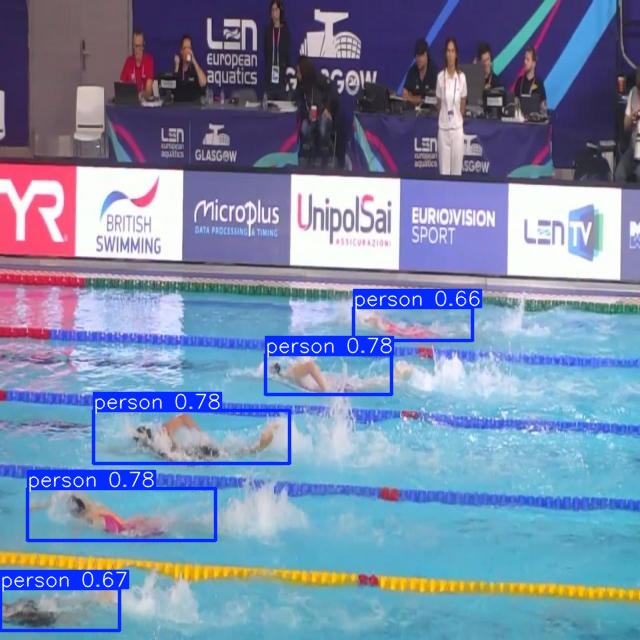 LEN
european
aquatics
GLASGOW
LEN
european
aquatics
GLASGOW
LEN
european
aquatics
GLASGOW
TYR
BRITISH
SWIMMING
Microplus
DATA PROCESSING & TIMING
UnipolSai
ASSICURAZIONI
EUROVISION
SPORT
LEN TV
person 0.66
person 0.78
person 0.78
person 0.78
person 0.67